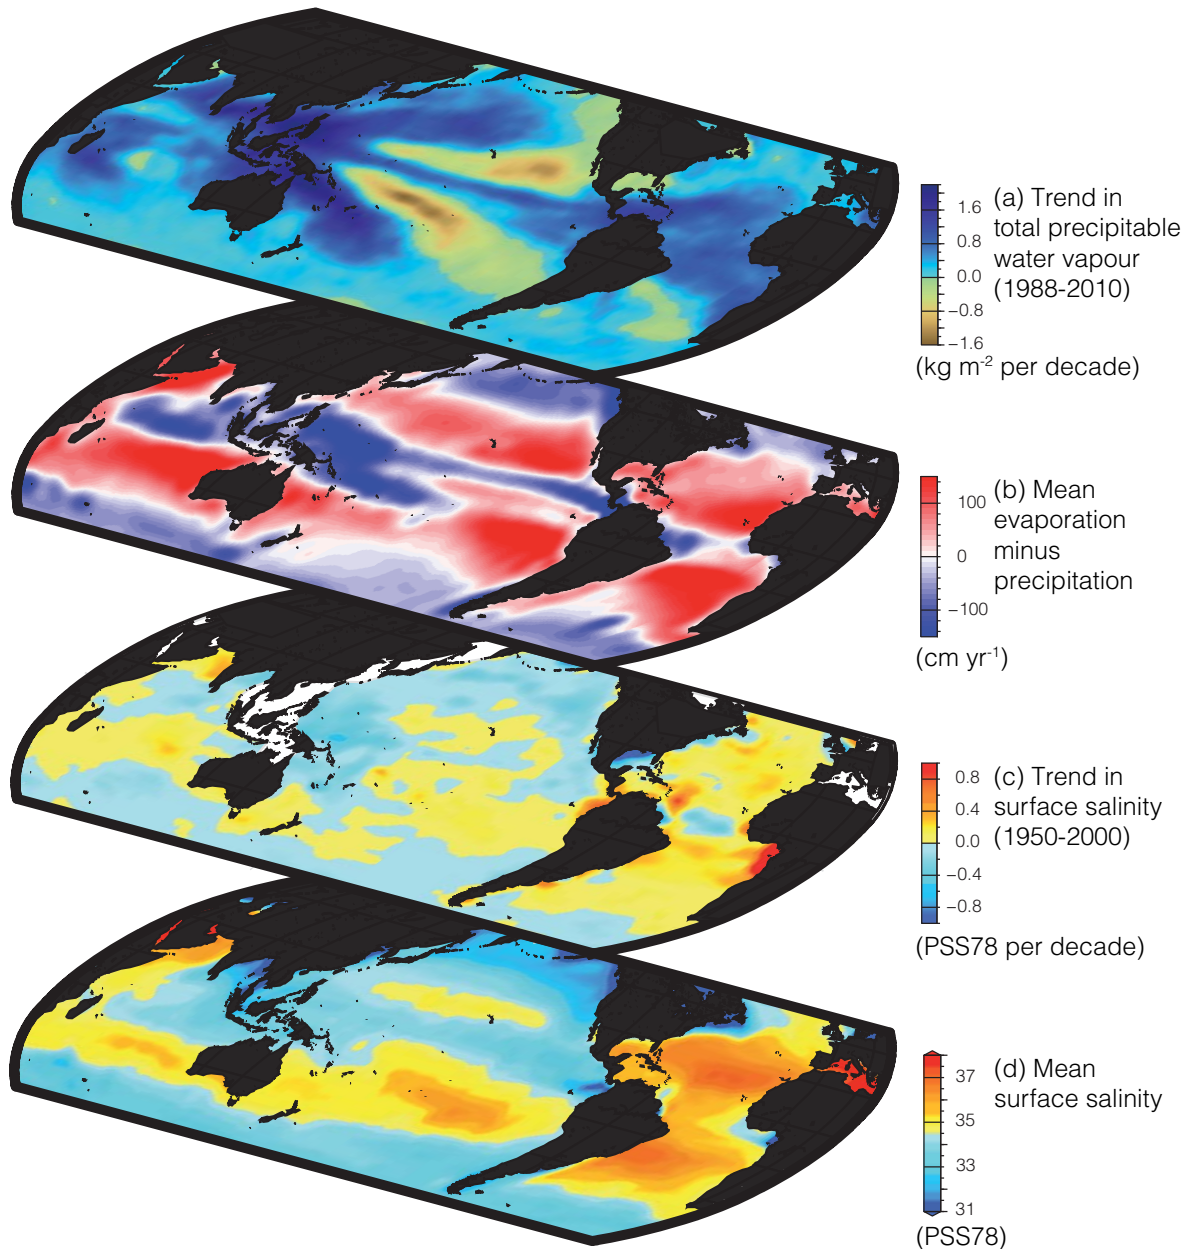 (a) Trend in
total precipitable
water vapour
(1988-2010)
1.6
0.8
0.0
−0.8
−1.6
(kg m-2 per decade)
(b) Mean
evaporation
minus
precipitation
100
0
−100
(cm yr-1)
(c) Trend in
surface salinity
(1950-2000)
0.8
0.4
0.0
−0.4
−0.8
(PSS78 per decade)
(d) Mean
surface salinity
37
35
33
31
(PSS78)